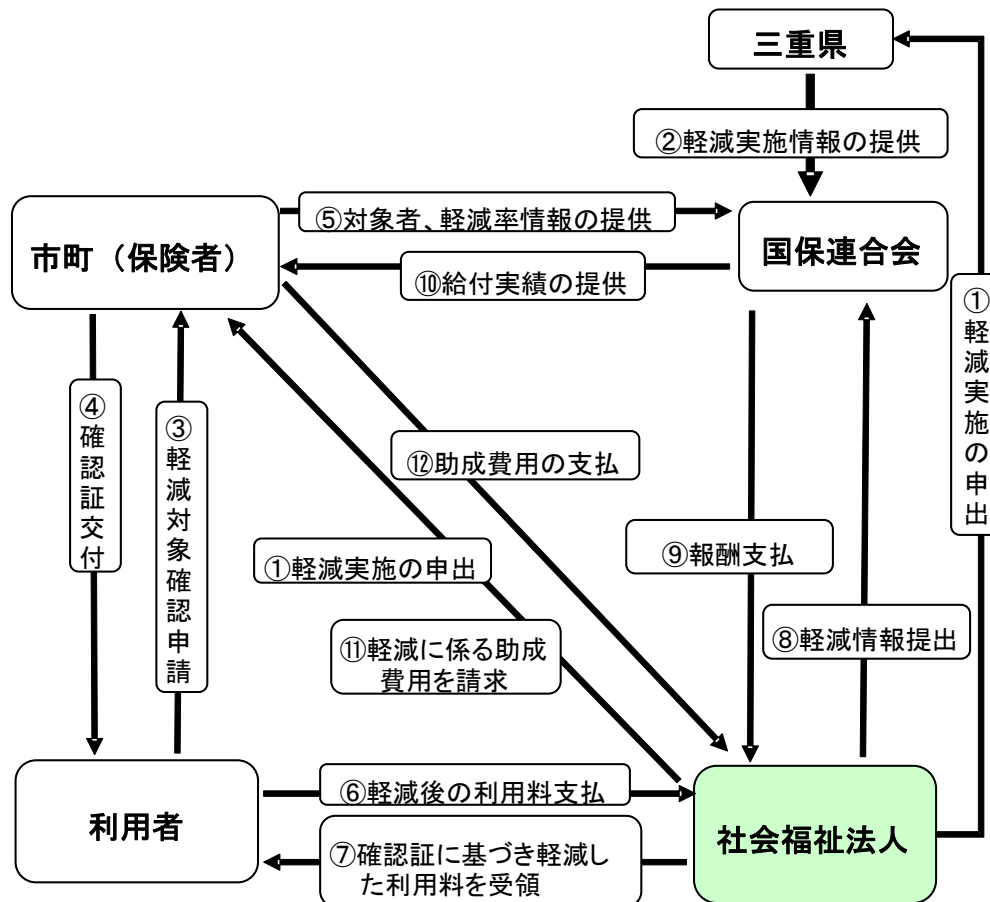 三重県
②軽減実施情報の提供
⑤対象者、軽減率情報の提供
市町（保険者）
国保連合会
⑩給付実績の提供
①軽減実施の申出
④確認証交付
③軽減対象確認申請
⑫助成費用の支払
①軽減実施の申出
⑨報酬支払
⑪軽減に係る助成
費用を請求
⑧軽減情報提出
⑥軽減後の利用料支払
利用者
社会福祉法人
⑦確認証に基づき軽減し
た利用料を受領